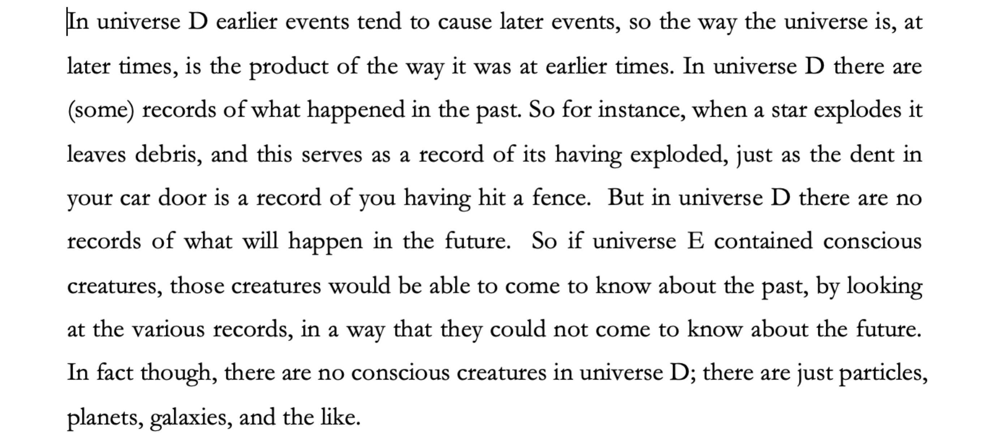 In universe D earlier events tend to cause later events, so the way the universe is, at
later times, is the product of the way it was at earlier times. In universe D there are
(some) records of what happened in the past. So for instance, when a star explodes it
leaves debris, and this serves as a record of its having exploded, just as the dent in
your car door is a record of you having hit a fence.  But in universe D there are no
records of what will happen in the future.  So if universe E contained conscious
creatures, those creatures would be able to come to know about the past, by looking
at the various records, in a way that they could not come to know about the future.
In fact though, there are no conscious creatures in universe D; there are just particles,
planets, galaxies, and the like.